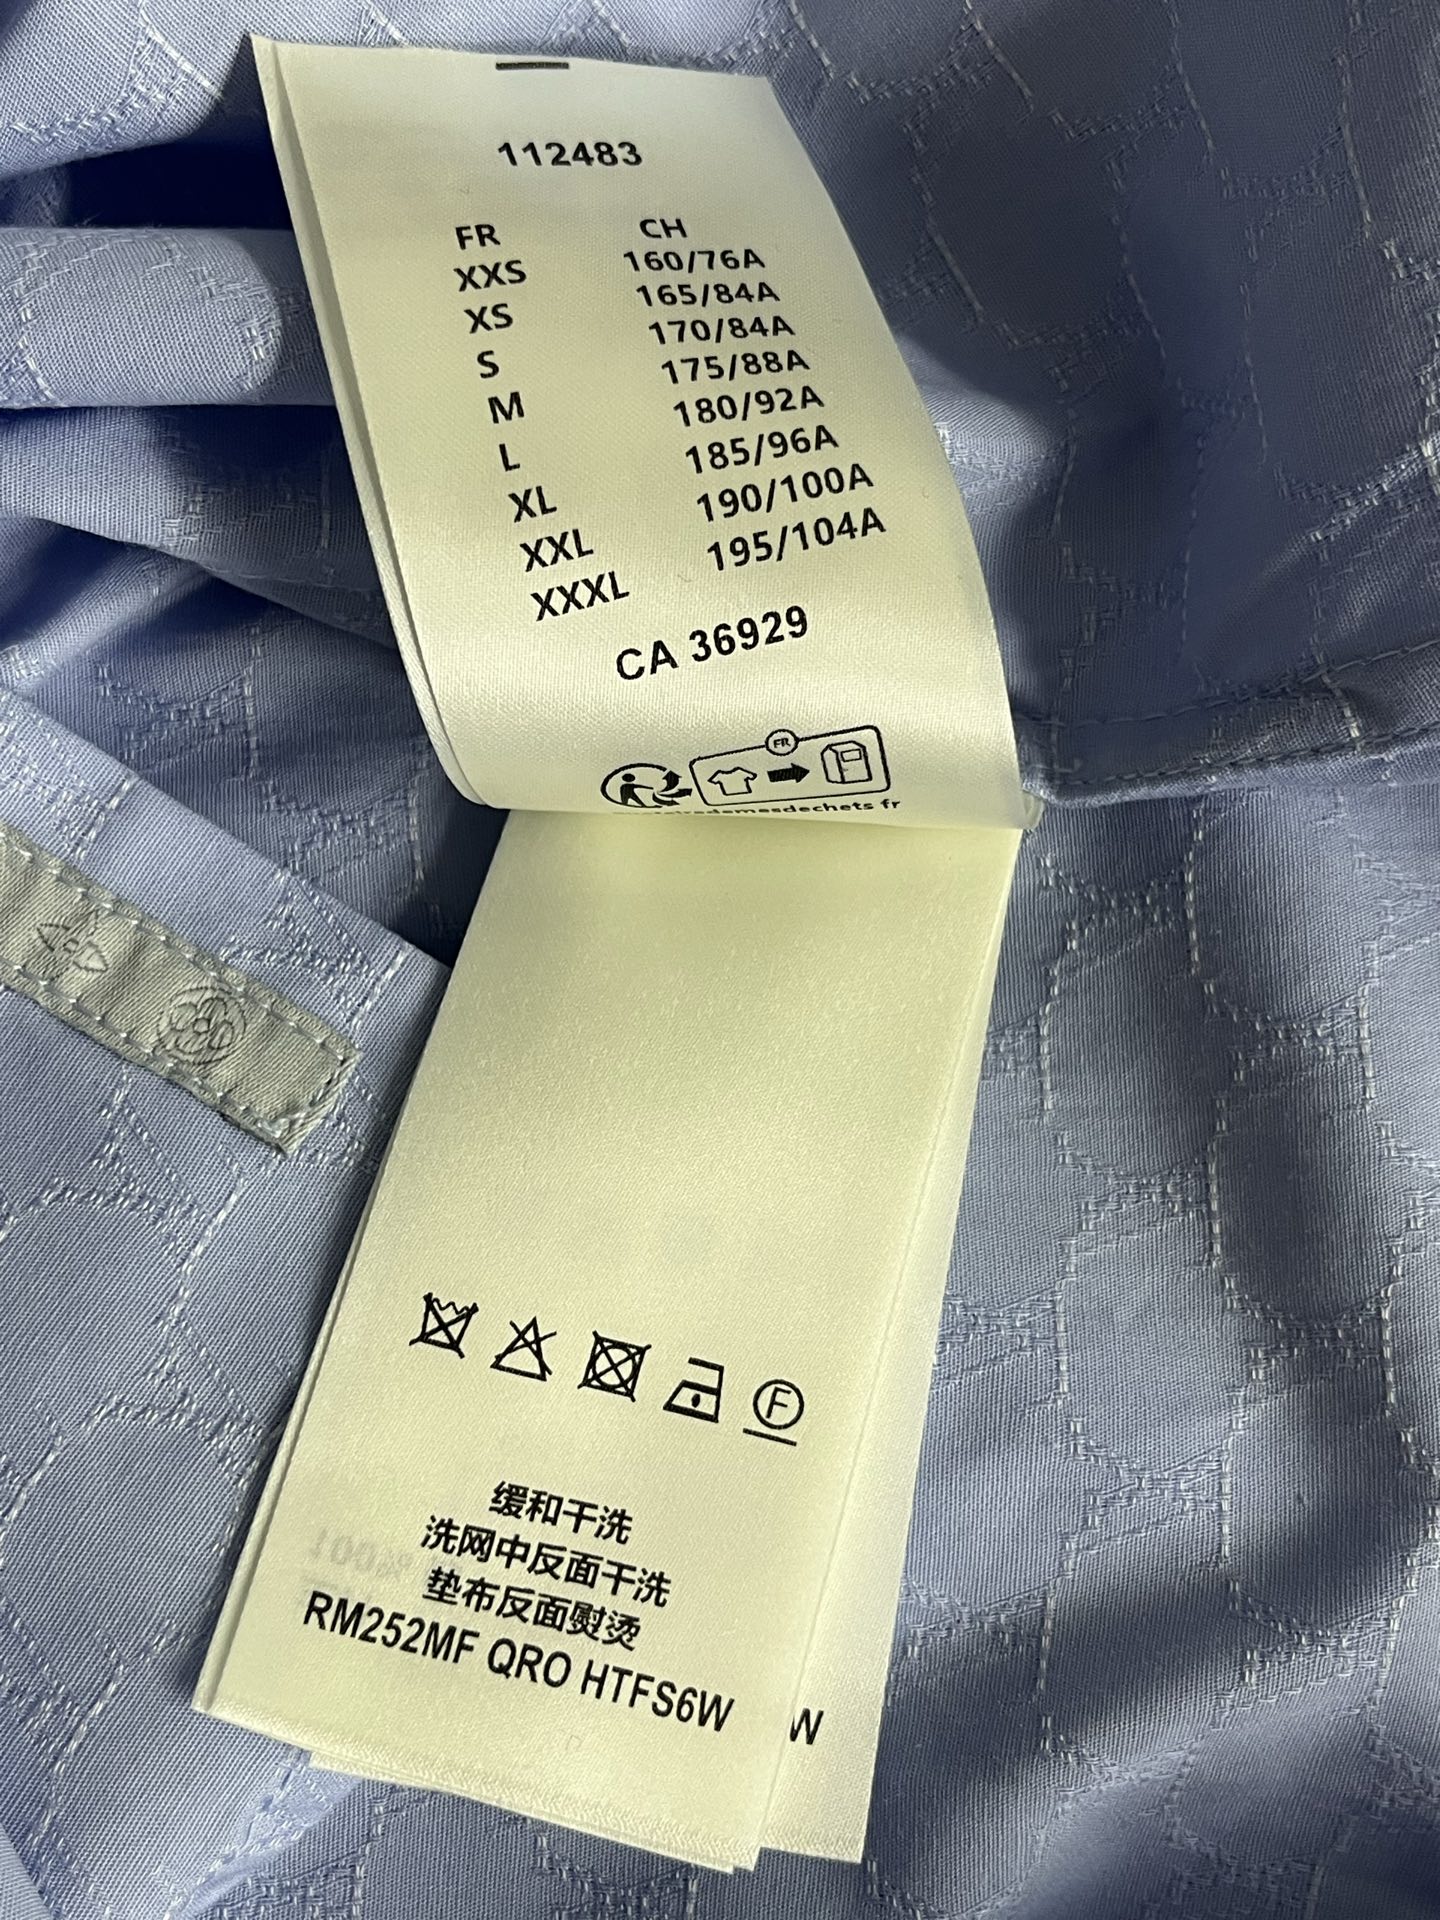 112483
FR CH
XXS 160/76A
XS 165/84A
S 170/84A
M 175/88A
L 180/92A
XL 185/96A
XXL 190/100A
XXXL 195/104A
CA 36929
FR
缓和干洗
洗网中反面干洗
垫布反面熨烫
RM252MF QRO HTFS6W
W
F